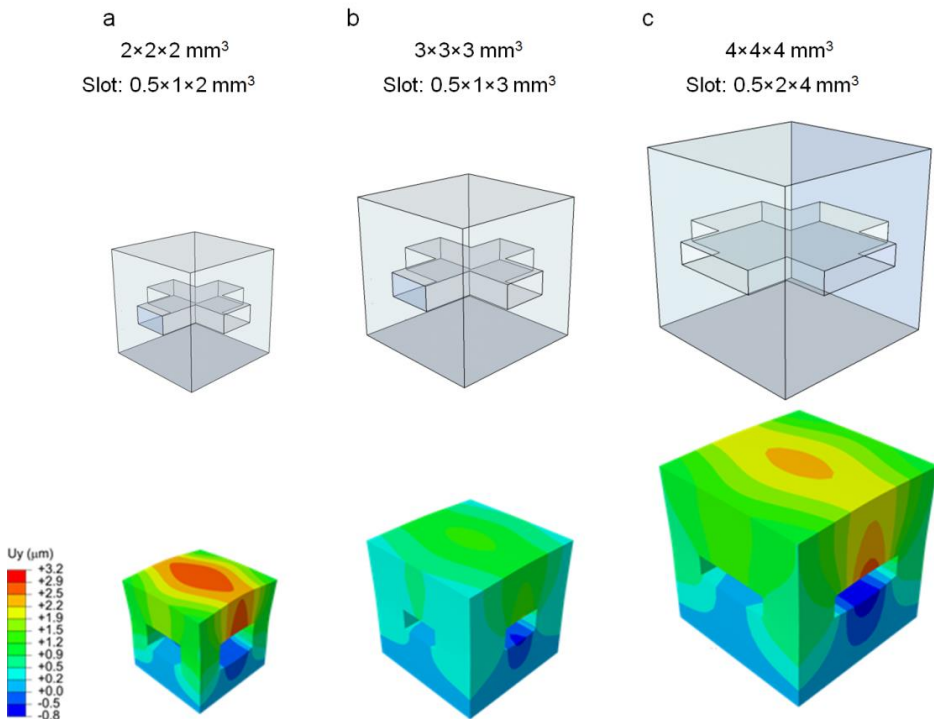 a
2×2×2 mm³
Slot: 0.5×1×2 mm³
b
3×3×3 mm³
Slot: 0.5×1×3 mm³
c
4×4×4 mm³
Slot: 0.5×2×4 mm³
Uy (μm)
+3.2
+2.9
+2.5
+2.2
+1.9
+1.5
+1.2
+0.9
+0.5
+0.2
+0.0
-0.5
-0.8